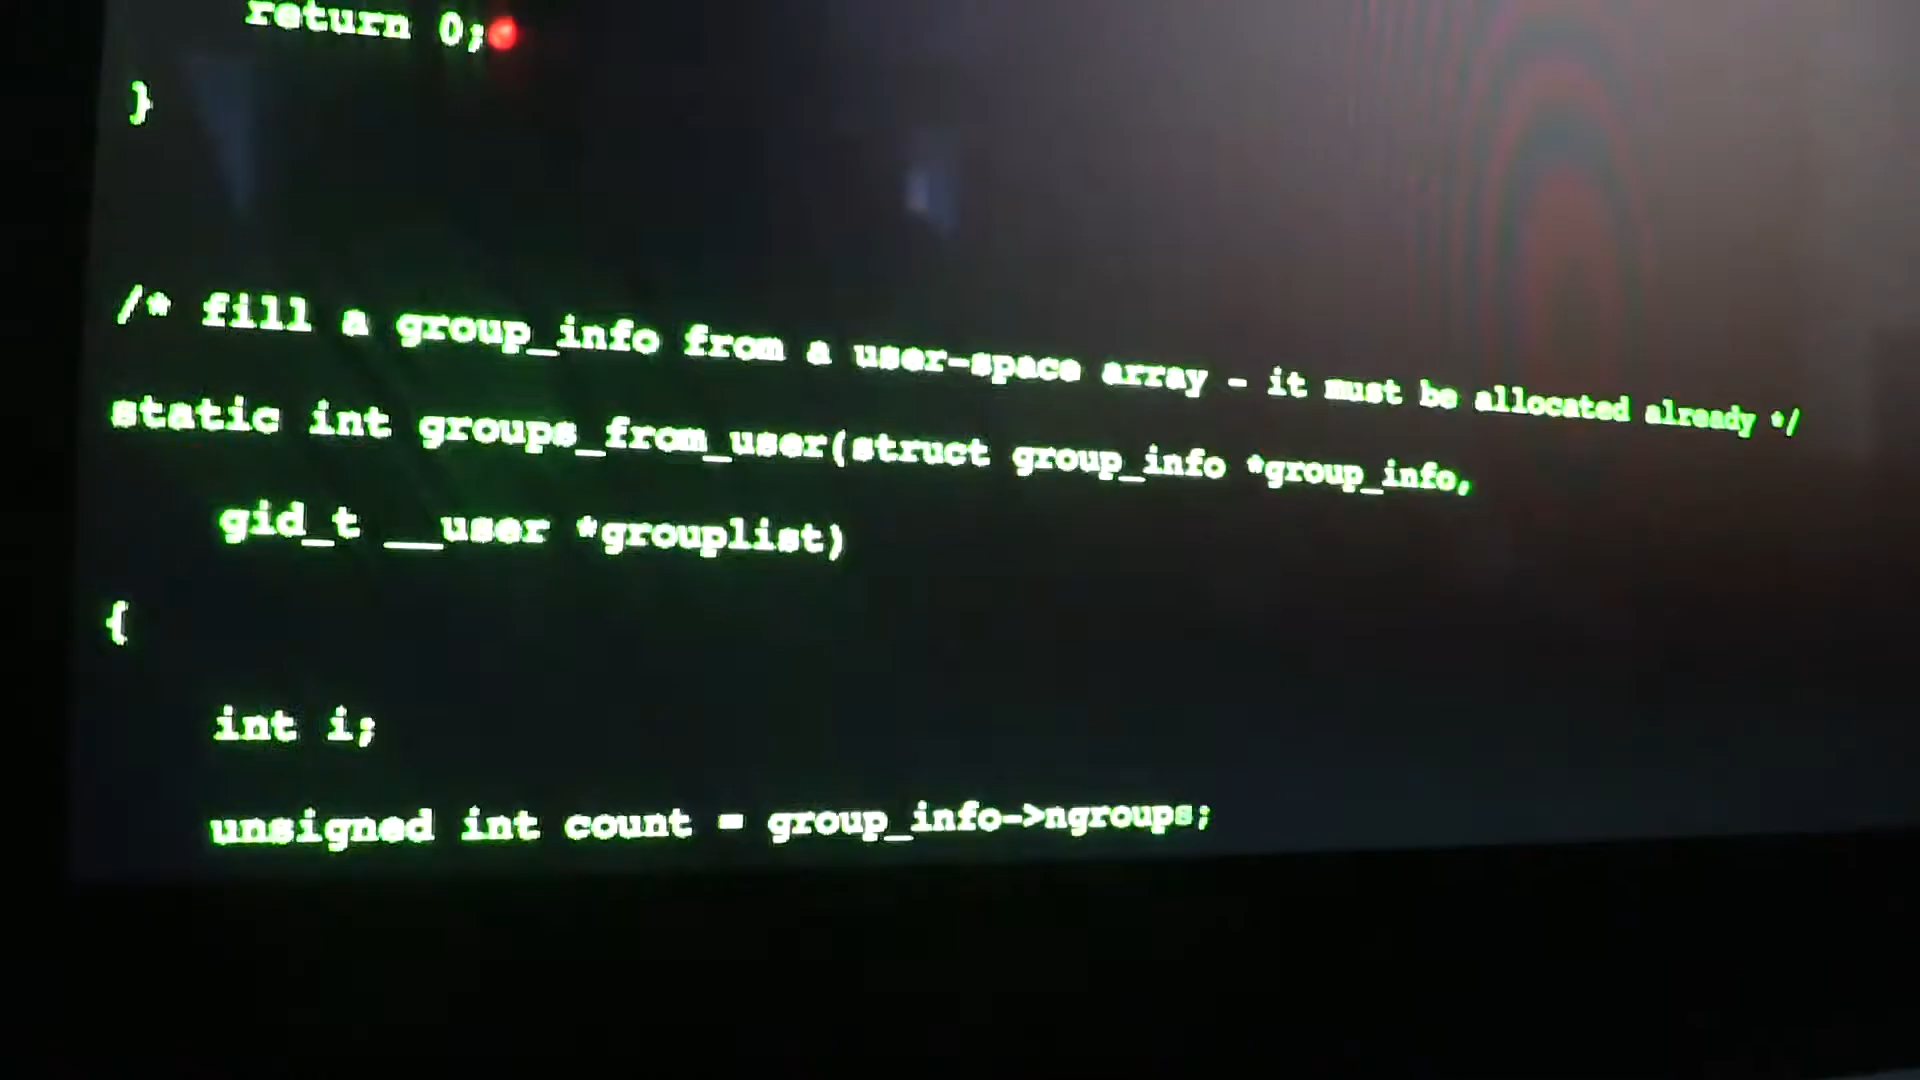 return 0;
}
/* fill a group_info from a user-space array - it must be allocated already */
static int groups_from_user(struct group_info *group_info,
gid_t __user *grouplist)
{
int i;
unsigned int count = group_info->ngroups;